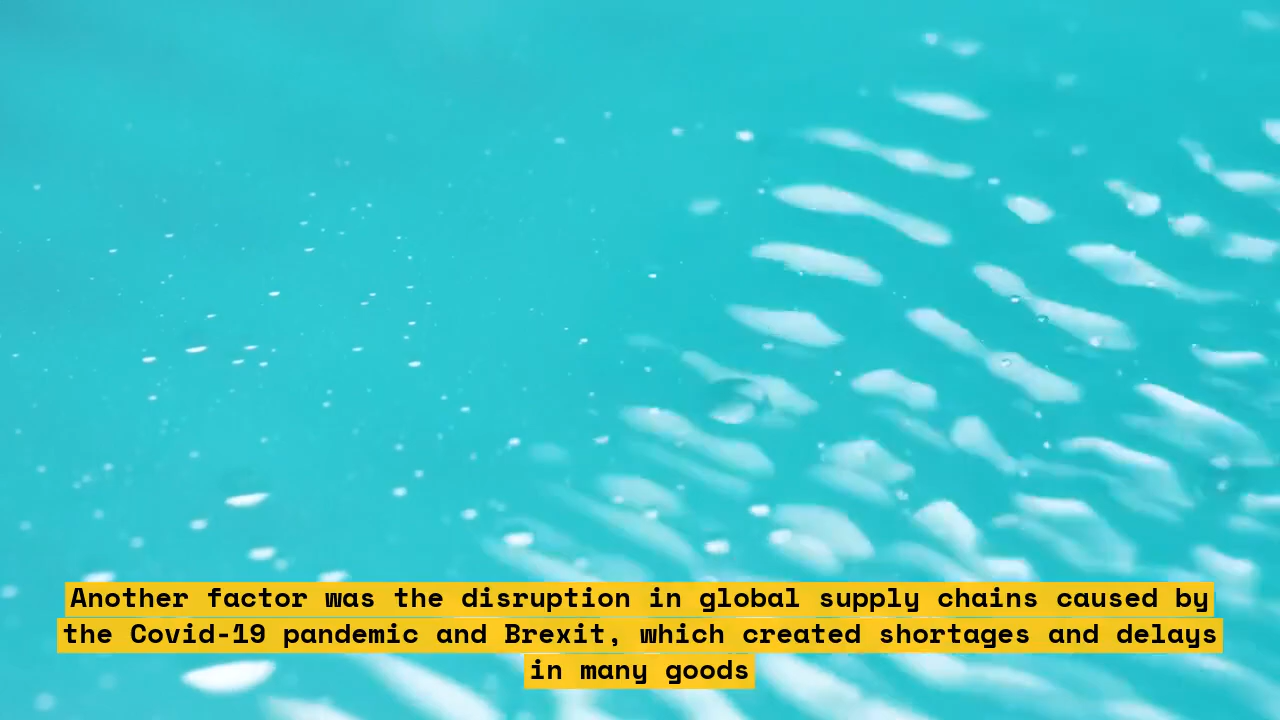 Another factor was the disruption in global supply chains caused by
the Covid-19 pandemic and Brexit, which created shortages and delays
in many goods